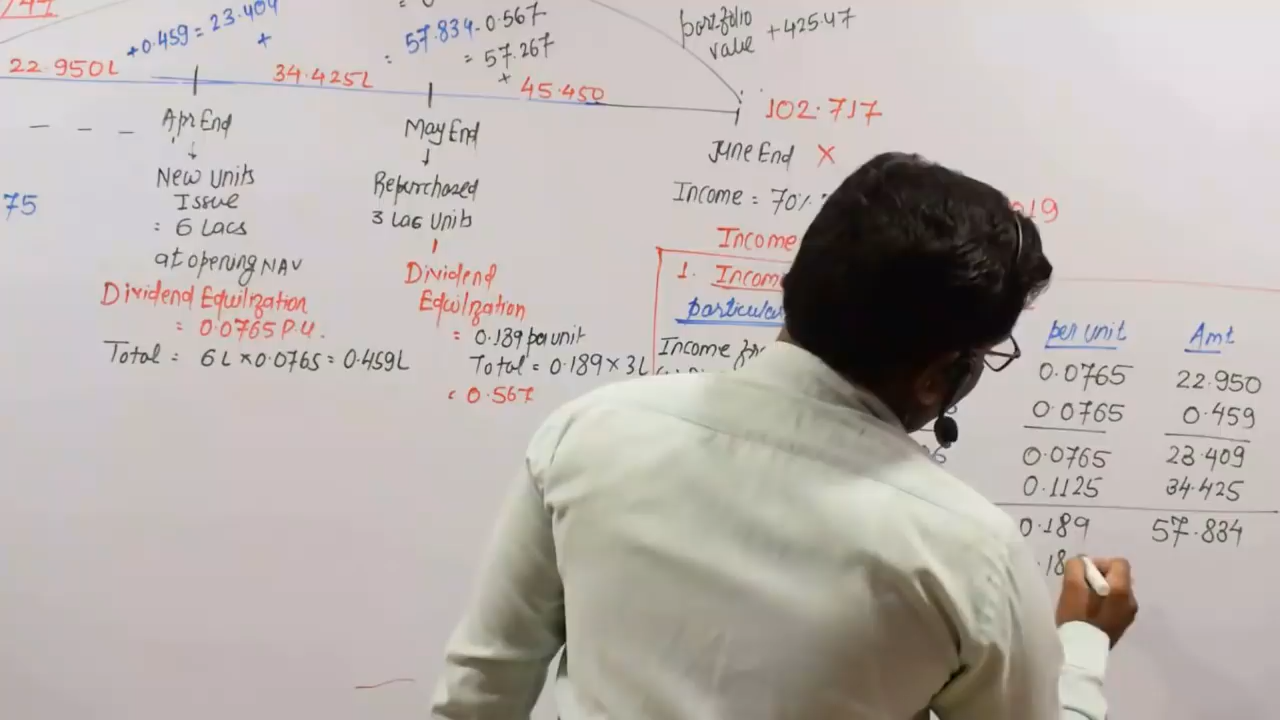 +0.459 = 23.409
+
22.950L
34.425L
57.834 - 0.567
= 57.267
+
45.450
portfolio
value +425.47
102.717
Apr End
New Units
Issue
= 6 Lacs
at opening NAV
Dividend Equilization
= 0.0765 P.U.
Total = 6L × 0.0765 = 0.459L
75
May End
Repurchased
3 Lac Units
Dividend
Equilization
= 0.189 per unit
Total = 0.189 × 3L
= 0.567
June End X
Income = 70%
019
Income
1. Income
particular
per unit Amt
Income for
0.0765 22.950
0.0765 0.459
0.0765 23.409
0.1125 34.425
0.189 57.834
.18